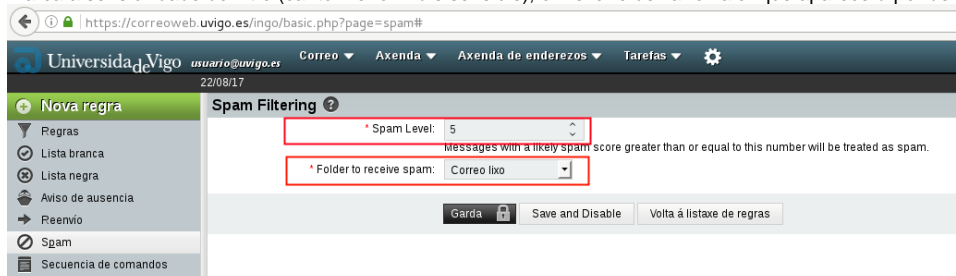 https://correoweb.uvigo.es/ingo/basic.php?page=spam#
UniversidadeVigo usuario@uvigo.es Correo Axenda Axenda de enderezos Tarefas
22/08/17
Nova regra
Spam Filtering
Regras
* Spam Level: 5
Lista branca
Messages with a likely spam score greater than or equal to this number will be treated as spam.
Lista negra
* Folder to receive spam: Correo lixo
Aviso de ausencia
Reenvío
Garda Save and Disable Volta á listaxe de regras
Spam
Secuencia de comandos